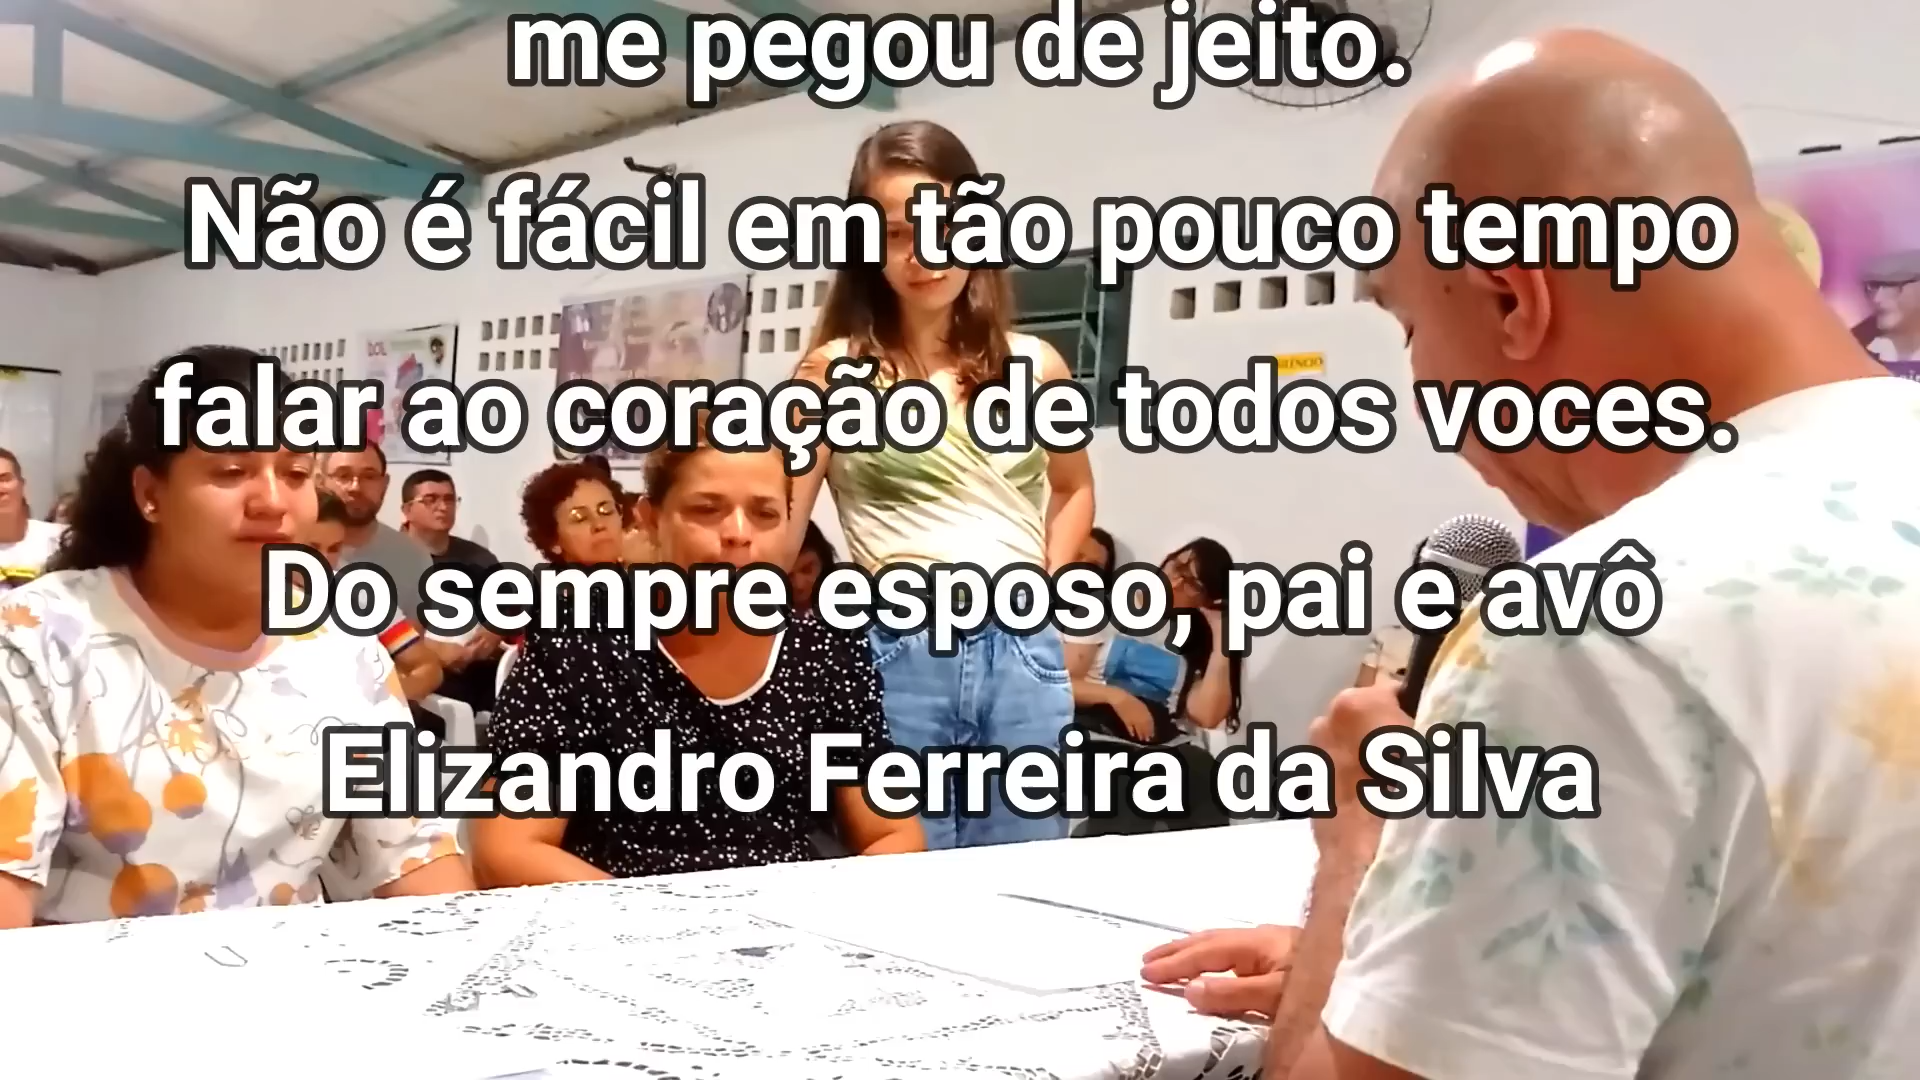 me pegou de jeito.
Não é fácil em tão pouco tempo
falar ao coração de todos voces.
Do sempre esposo, pai e avô
Elizandro Ferreira da Silva